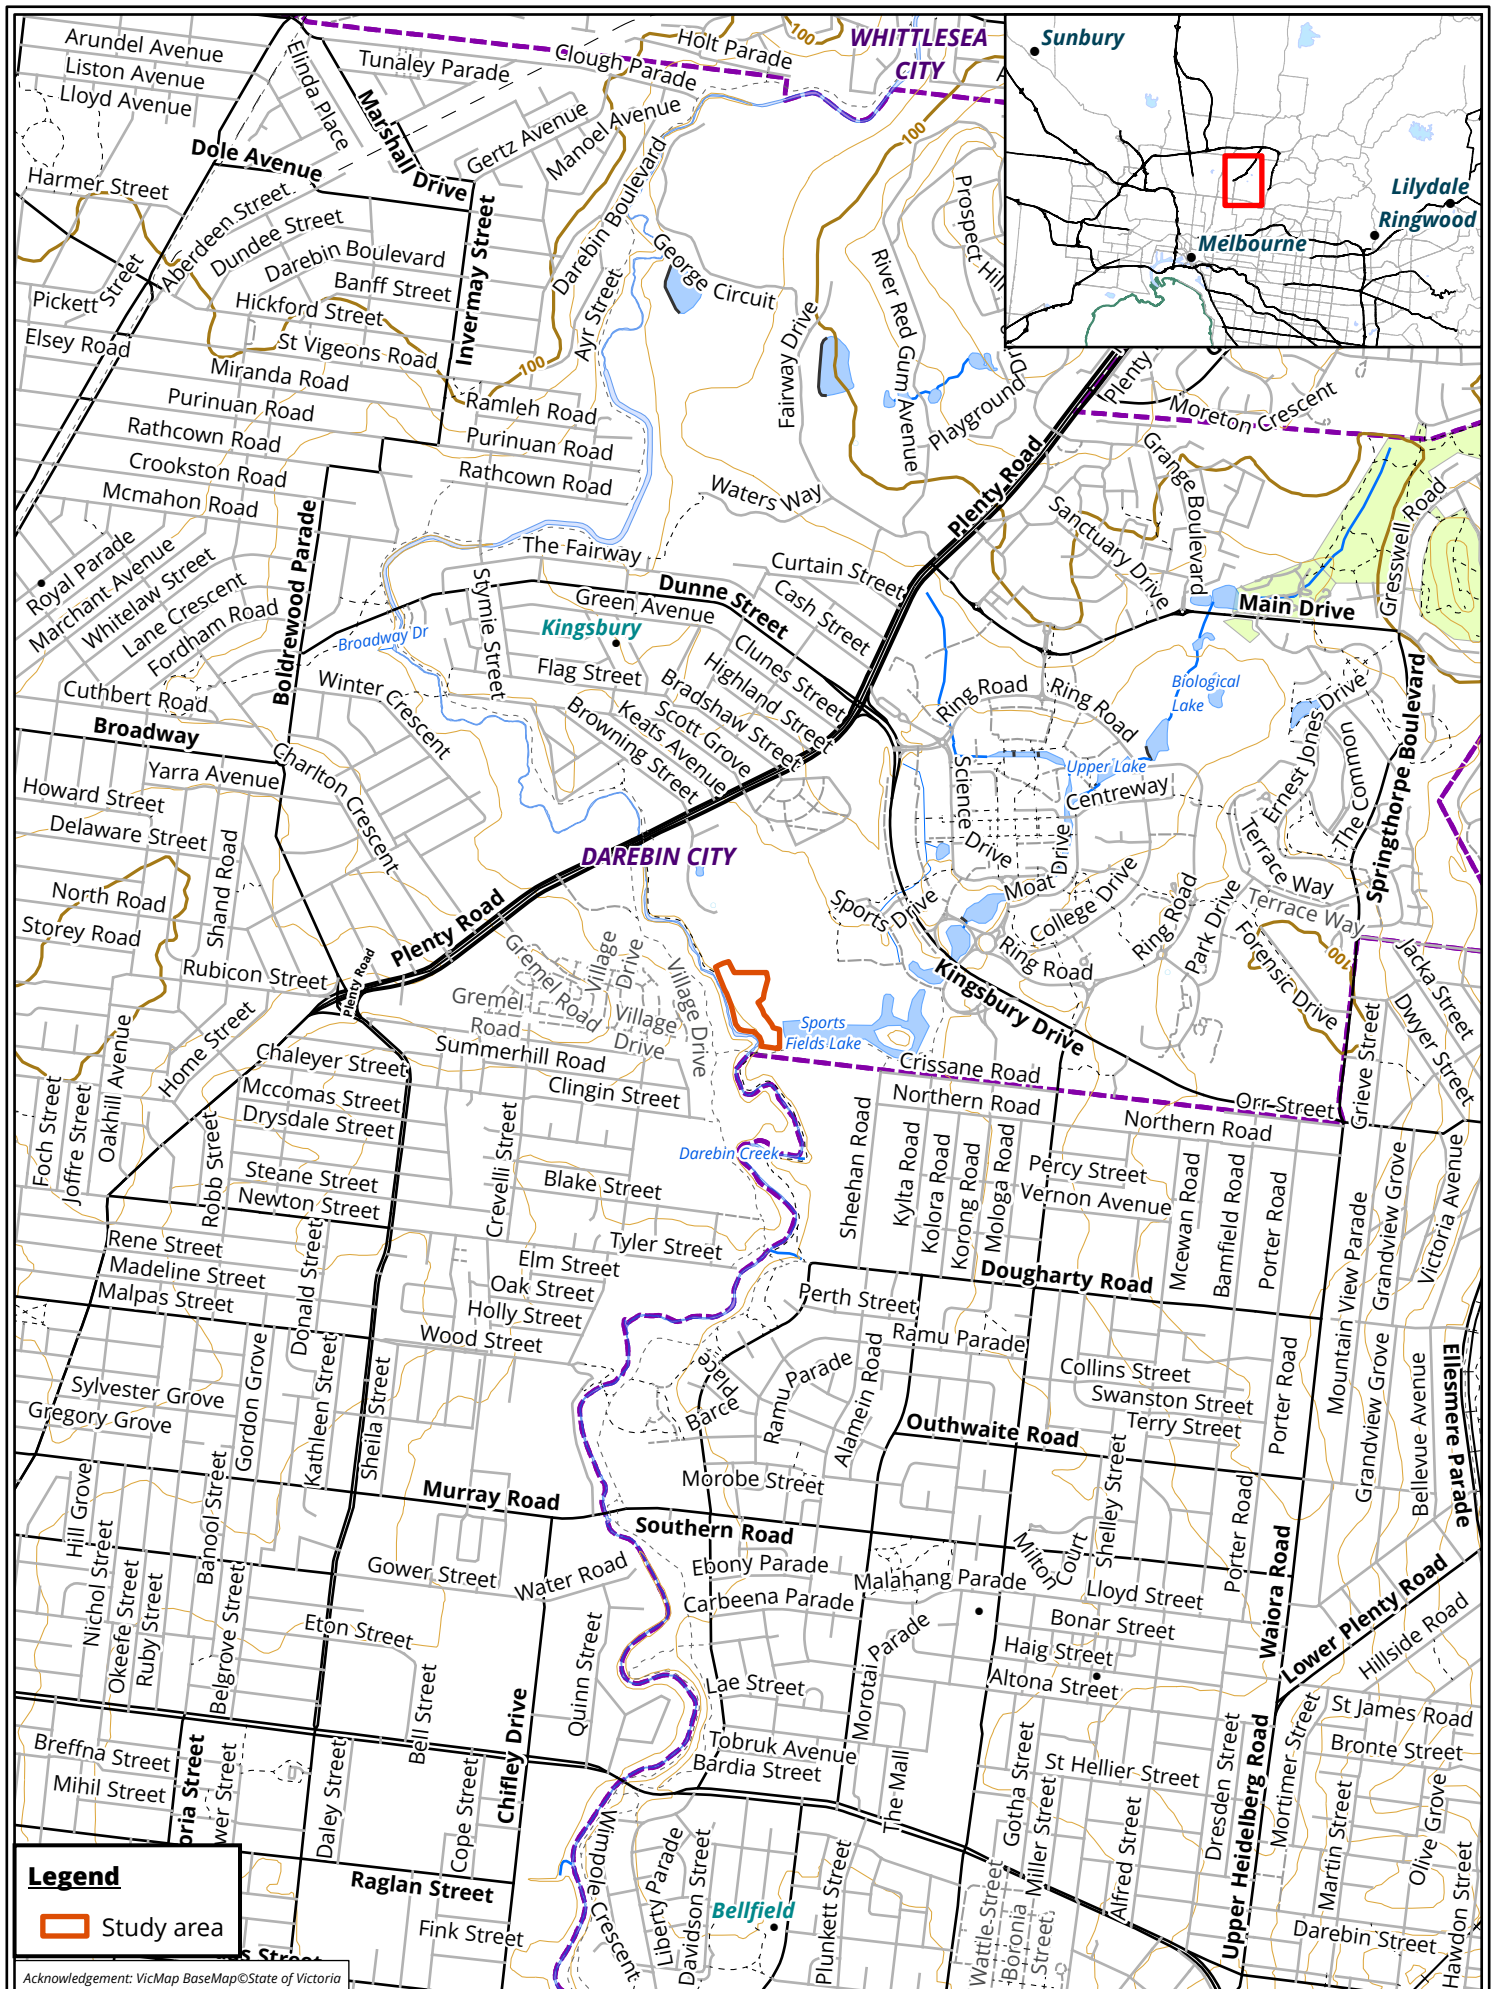 Arundel Avenue
Liston Avenue
Lloyd Avenue
Elinda Place
Tunaley Parade
Clough Parade
Holt Parade
100
WHITTLESEA
CITY
Sunbury
Lilydale
Ringwood
Melbourne
Marshall Drive
Gertz Avenue
Manoel Avenue
Dole Avenue
Harmer Street
Aberdeen Street
Dundee Street
Darebin Boulevard
Banff Street
Invermay Street
Darebin Boulevard
George Circuit
Ayr Street
100
Prospect Hill
River Red Gum Avenue
Fairway Drive
Pickett Street
Hickford Street
St Vigeons Road
Elsey Road
Miranda Road
100
Purinuan Road
Ramleh Road
Rathcown Road
Purinuan Road
Crookston Road
Rathcown Road
Mcmahon Road
Waters Way
Playground
Plenty
Moreton Crescent
Plenty Road
Grange Boulevard
Sanctuary Drive
Gresswell Road
Main Drive
Royal Parade
Marchant Avenue
Whitelaw Street
Lane Crescent
Fordham Road
Boldrewood Parade
Broadway Dr
The Fairway
Dunne Street
Curtain Street
Cash Street
Green Avenue
Kingsbury
Stymie Street
Flag Street
Clunes Street
Highland Street
Bradshaw Street
Scott Grove
Keats Avenue
Browning Street
Cuthbert Road
Winter Crescent
Broadway
Yarra Avenue
Charlton Crescent
Howard Street
Delaware Street
Shand Road
North Road
Storey Road
Rubicon Street
Plenty Road
Plenty Road
DAREBIN CITY
Ring Road
Ring Road
Biological
Lake
Upper Lake
Centreway
Science
Drive
Moat Drive
College Drive
Sports Drive
Ring Road
Ring Road
Park Drive
Ernest Jones Drive
The Common
Springthorpe Boulevard
Terrace Way
Terrace Way
Forensic Drive
100
Jacka Street
Dwyer Street
Grieve Street
Kingsbury Drive
Gremel Road
Gremel
Road
Village
Drive
Village
Drive
Village Drive
Sports
Fields Lake
Crissane Road
Orr Street
Home Street
Oakhill Avenue
Foch Street
Joffre Street
Chaleyer Street
Summerhill Road
Mccomas Street
Clingin Street
Drysdale Street
Crevelli Street
Robb Street
Steane Street
Newton Street
Blake Street
Darebin Creek
Northern Road
Northern Road
Sheehan Road
Kylta Road
Kolora Road
Korong Road
Mologa Road
Percy Street
Vernon Avenue
Mcewan Road
Bamfield Road
Porter Road
Mountain View Parade
Grandview Grove
Victoria Avenue
Rene Street
Madeline Street
Malpas Street
Donald Street
Tyler Street
Elm Street
Oak Street
Holly Street
Wood Street
Dougharty Road
Perth Street
Ramu Parade
Ramu Parade
Alamein Road
Barce
Place
Collins Street
Swanston Street
Terry Street
Porter Road
Grandview Grove
Bellevue Avenue
Ellesmere Parade
Sylvester Grove
Gregory Grove
Gordon Grove
Kathleen Street
Sheila Street
Outhwaite Road
Morobe Street
Shelley Street
Murray Road
Southern Road
Hill Grove
Nichol Street
Okeefe Street
Ruby Street
Banool Street
Belgrove Street
Gower Street
Water Road
Ebony Parade
Carbeena Parade
Malahang Parade
Milton
Court
Lloyd Street
Porter Road
Waiora Road
Bonar Street
Haig Street
Altona Street
Lower Plenty Road
Hillside Road
Eton Street
Quinn Street
Lae Street
Morotai Parade
Bell Street
Tobruk Avenue
Bardia Street
The Mall
Gotha Street
St Hellier Street
Miller Street
Dresden Street
Upper Heidelberg Road
Mortimer Street
St James Road
Bronte Street
Martin Street
Olive Grove
Hawdon Street
Darebin Street
Breffna Street
Mihil Street
oria Street
wer Street
Daley Street
Cope Street
Chifley Drive
Winmode Crescent
Liberty Parade
Davidson Street
Bellfield
Plunkett Street
Wattle Street
Boronia
Street
Alfred Street
Raglan Street
Fink Street
Legend
Study area
Acknowledgement: VicMap BaseMap©State of Victoria